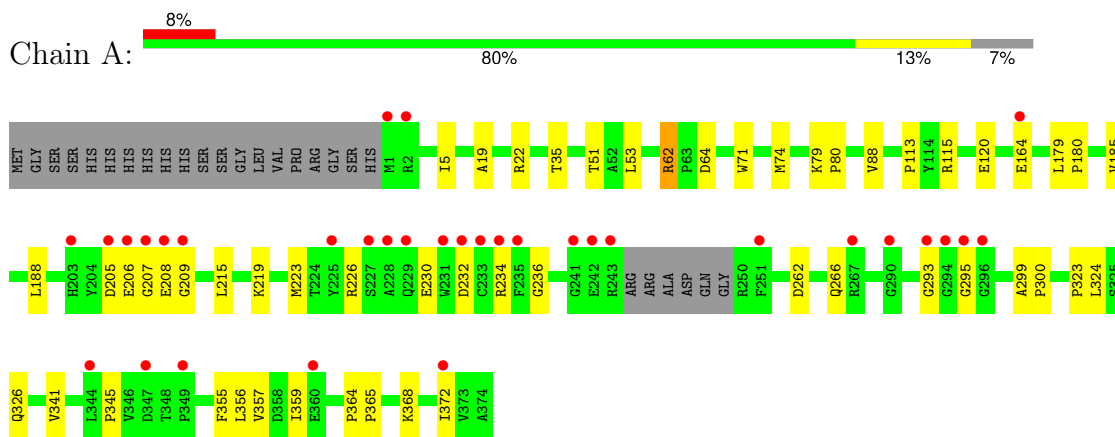 8%
Chain A:
80% 13% 7%
MET GLY SER SER HIS HIS HIS HIS HIS HIS SER SER GLY LEU VAL PRO ARG GLY SER HIS M1 R2 I5 A19 R22 T35 T51 A52 L53 R62 P63 D64 W71 M74 K79 P80 V88 P113 Y114 R115 E120 E164 L179 P180 V185
L188 H203 Y204 D205 E206 G207 E208 G209 L215 K219 M223 T224 Y225 R226 S227 A228 Q229 E230 W231 D232 C233 R234 F235 G236 G241 E242 R243 ARG ARG ALA ASP GLN GLY R250 F251 D262 Q266 R267 G290 G293 G294 G295 G296 A299 P300 P323 L324 S325
Q326 V341 L344 P345 V346 D347 T348 P349 F355 L356 V357 D358 I359 E360 P364 P365 K368 I372 V373 A374